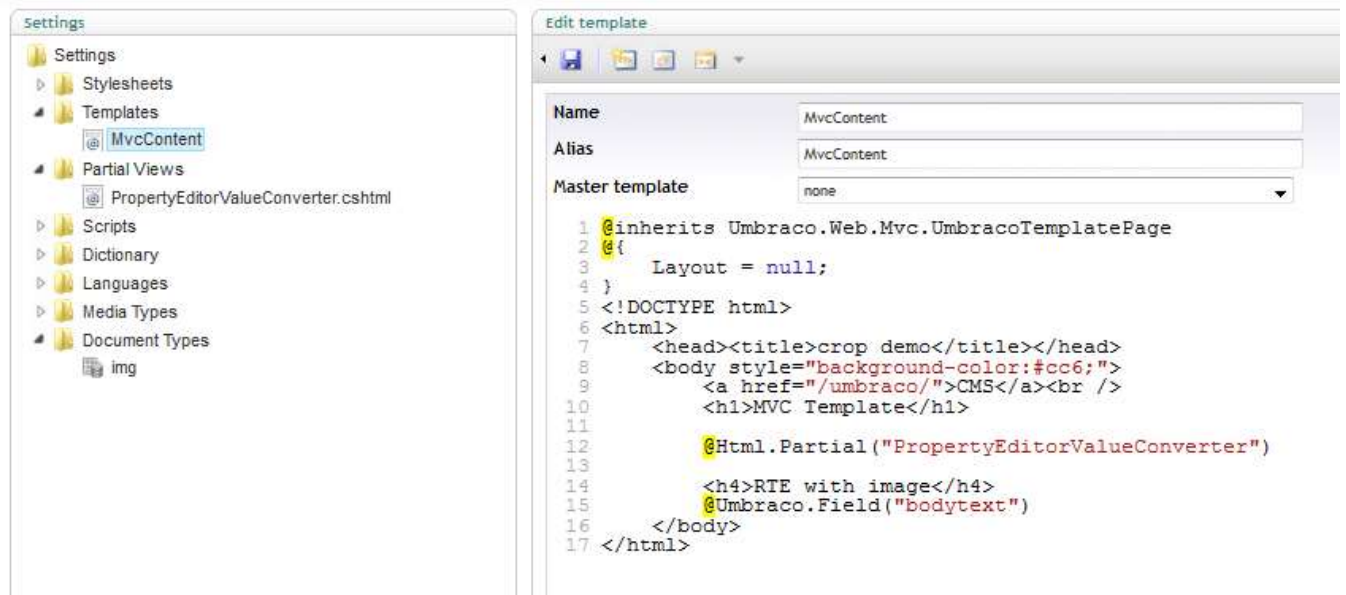 Settings
Settings
Stylesheets
Templates
MvcContent
Partial Views
PropertyEditorValueConverter.cshtml
Scripts
Dictionary
Languages
Media Types
Document Types
img
Edit template
Name MvcContent
Alias MvcContent
Master template none
1 @inherits Umbraco.Web.Mvc.UmbracoTemplatePage
2 @{
3     Layout = null;
4 }
5 <!DOCTYPE html>
6 <html>
7     <head><title>crop demo</title></head>
8     <body style="background-color:#cc6;">
9         <a href="/umbraco/">CMS</a><br />
10         <h1>MVC Template</h1>
11
12         @Html.Partial("PropertyEditorValueConverter")
13
14         <h4>RTE with image</h4>
15         @Umbraco.Field("bodytext")
16     </body>
17 </html>